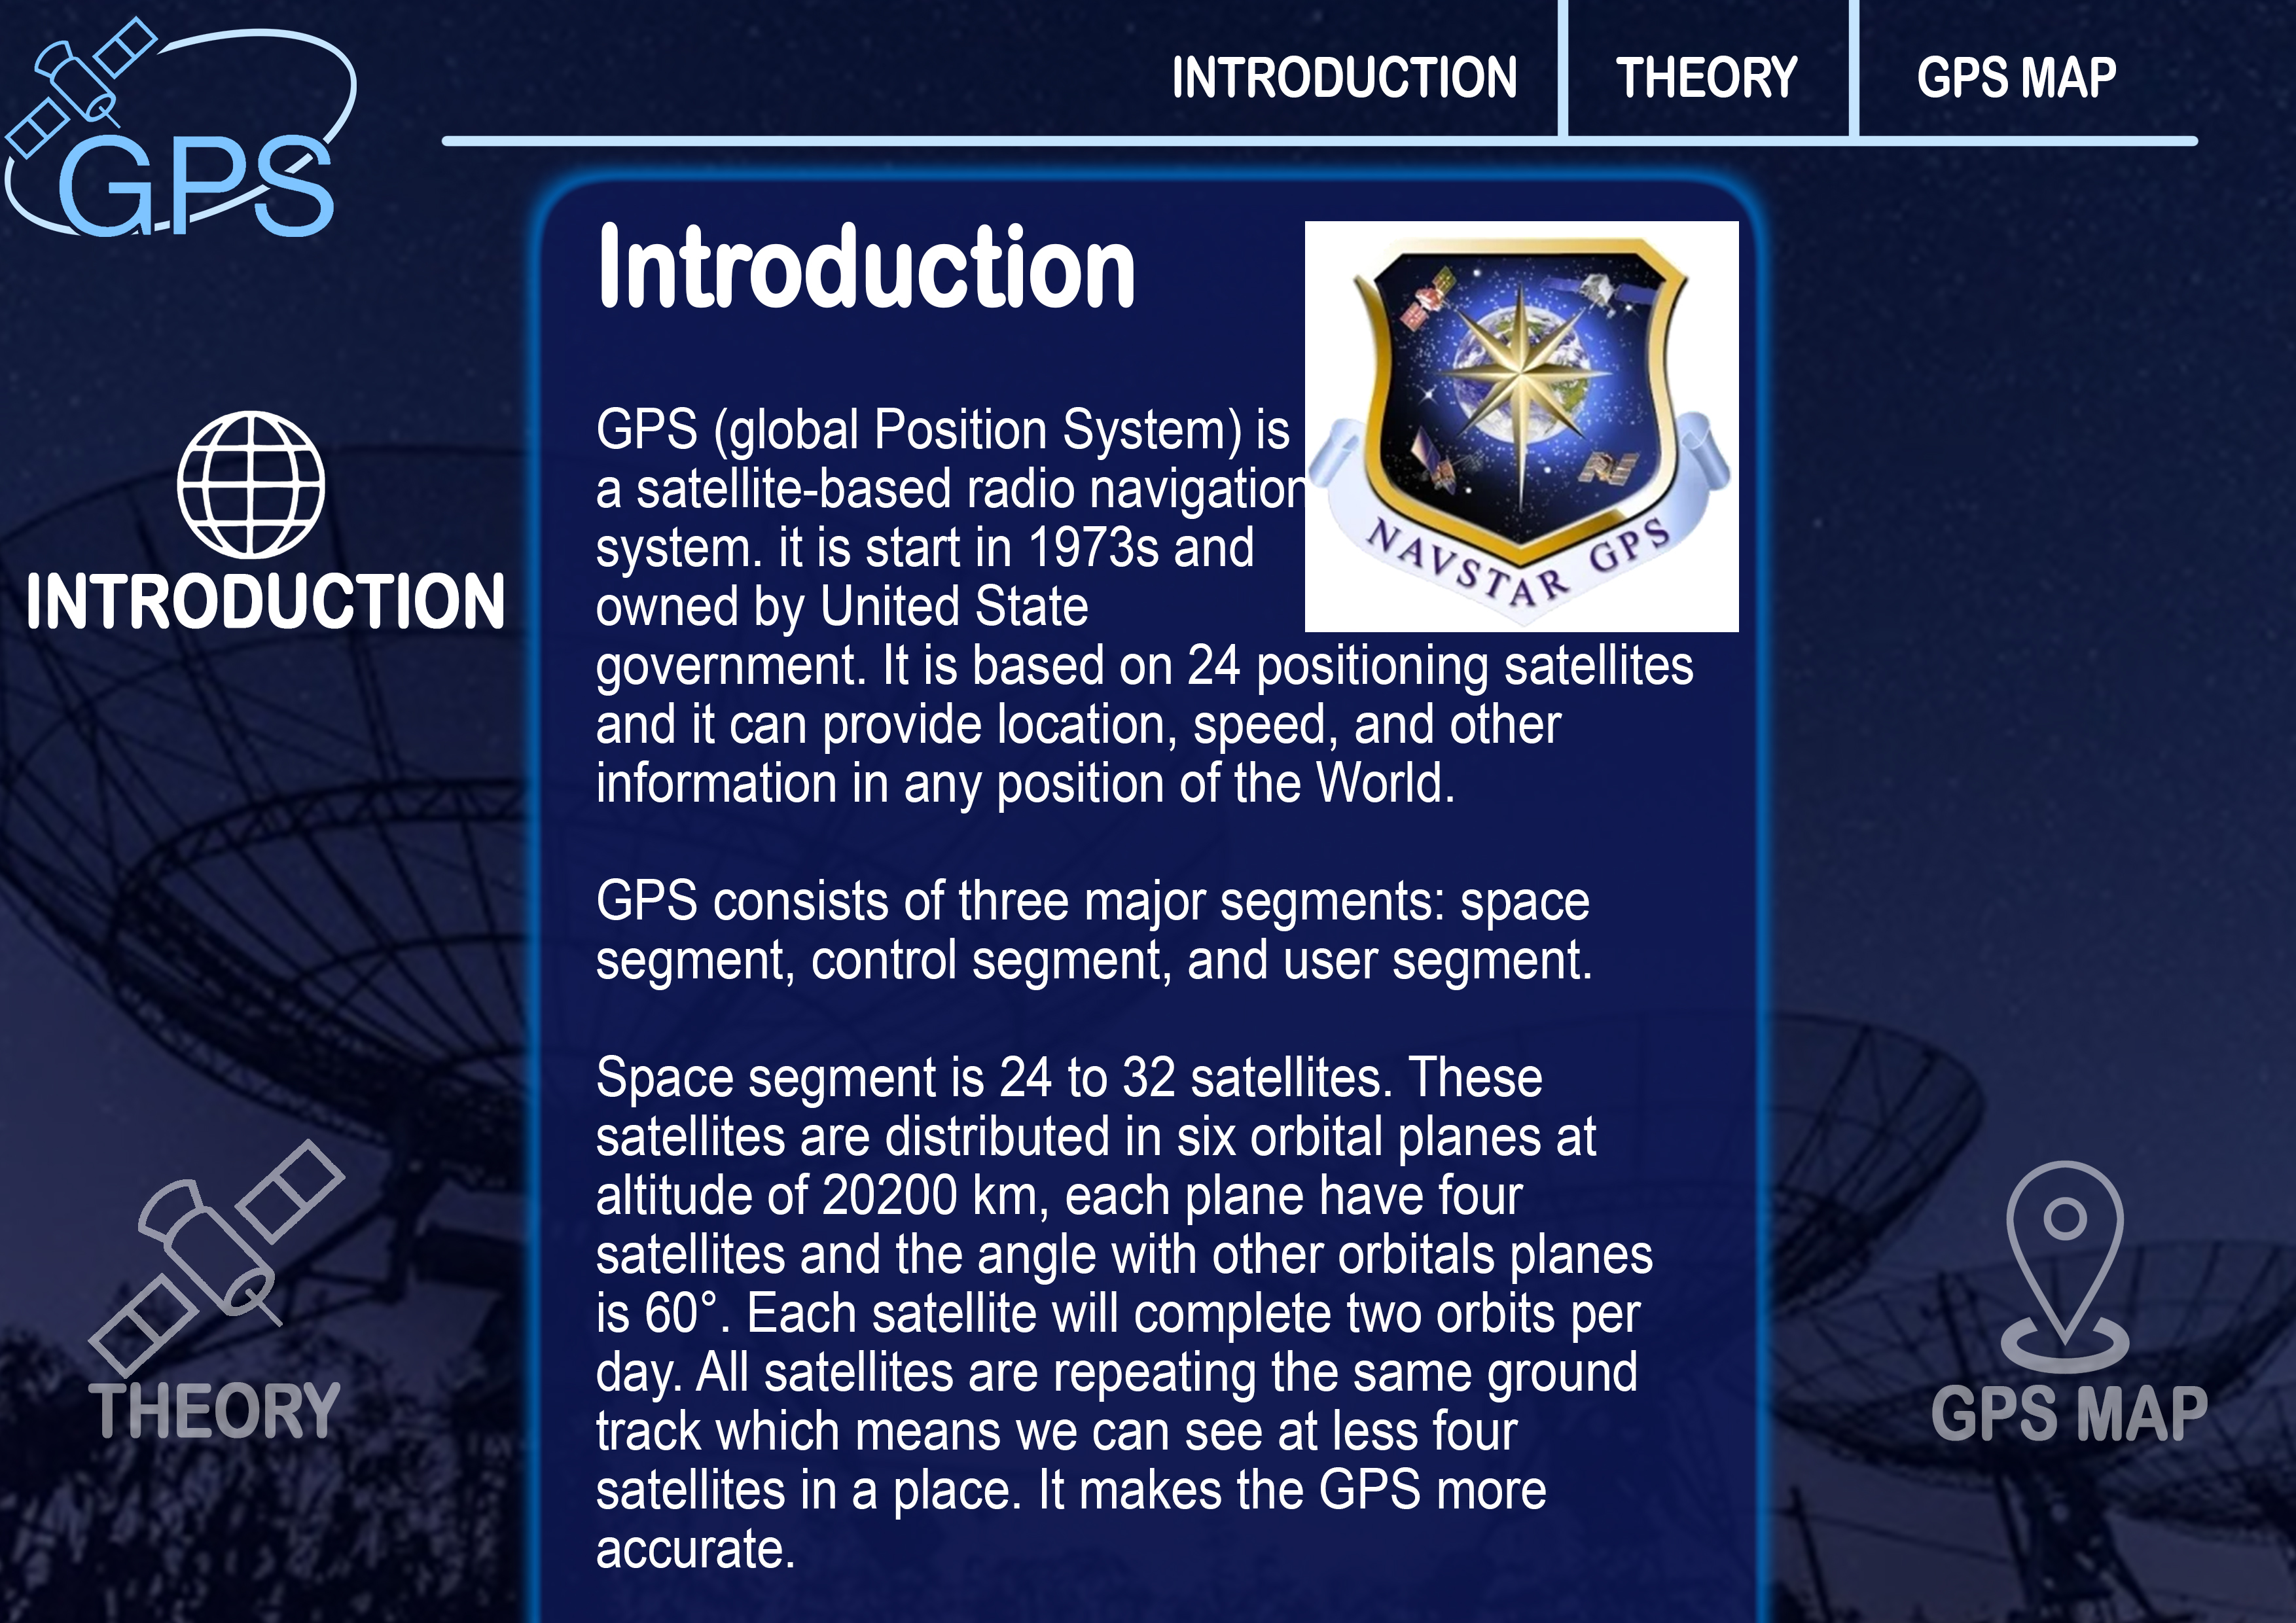 GPS
INTRODUCTION
THEORY
GPS MAP
Introduction
NAVSTAR GPS
GPS (global Position System) is
a satellite-based radio navigation
system. it is start in 1973s and
owned by United State
government. It is based on 24 positioning satellites
and it can provide location, speed, and other
information in any position of the World.
GPS consists of three major segments: space
segment, control segment, and user segment.
Space segment is 24 to 32 satellites. These
satellites are distributed in six orbital planes at
altitude of 20200 km, each plane have four
satellites and the angle with other orbitals planes
is 60°. Each satellite will complete two orbits per
day. All satellites are repeating the same ground
track which means we can see at less four
satellites in a place. It makes the GPS more
accurate.
INTRODUCTION
THEORY
GPS MAP